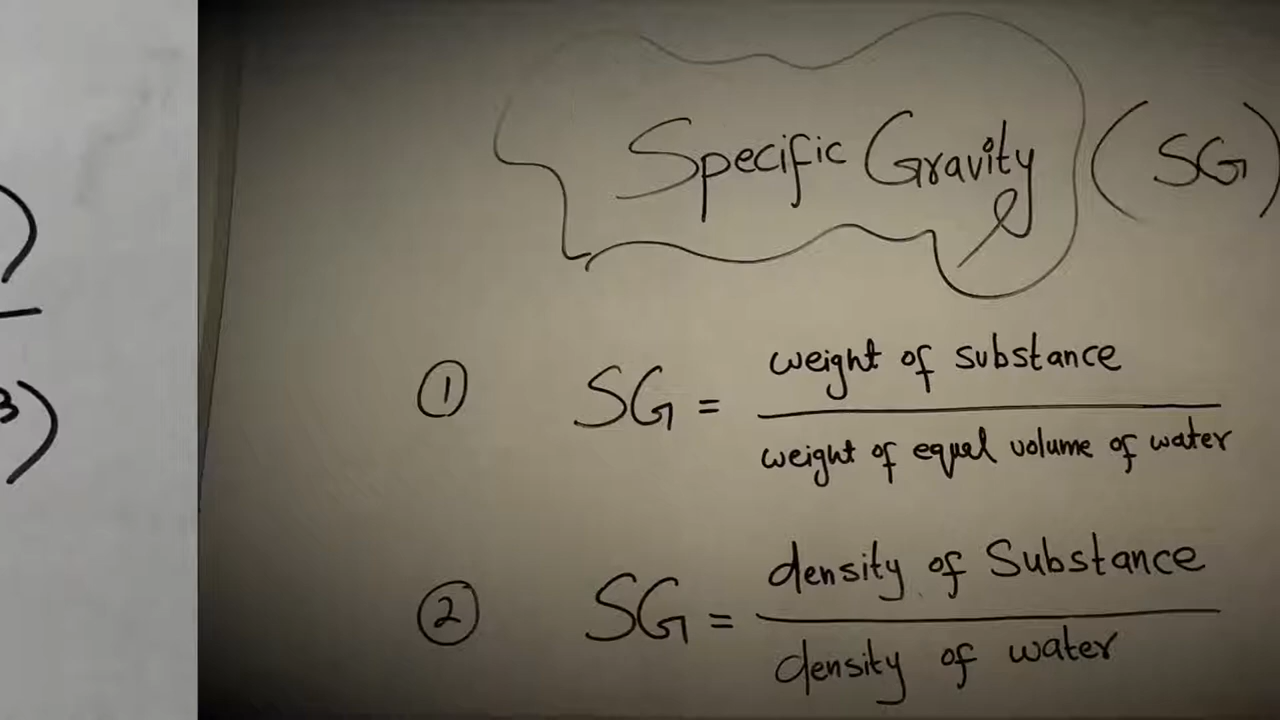 )
3)
Specific Gravity (SG)
① SG = weight of substance
weight of equal volume of water
② SG = density of Substance
density of water